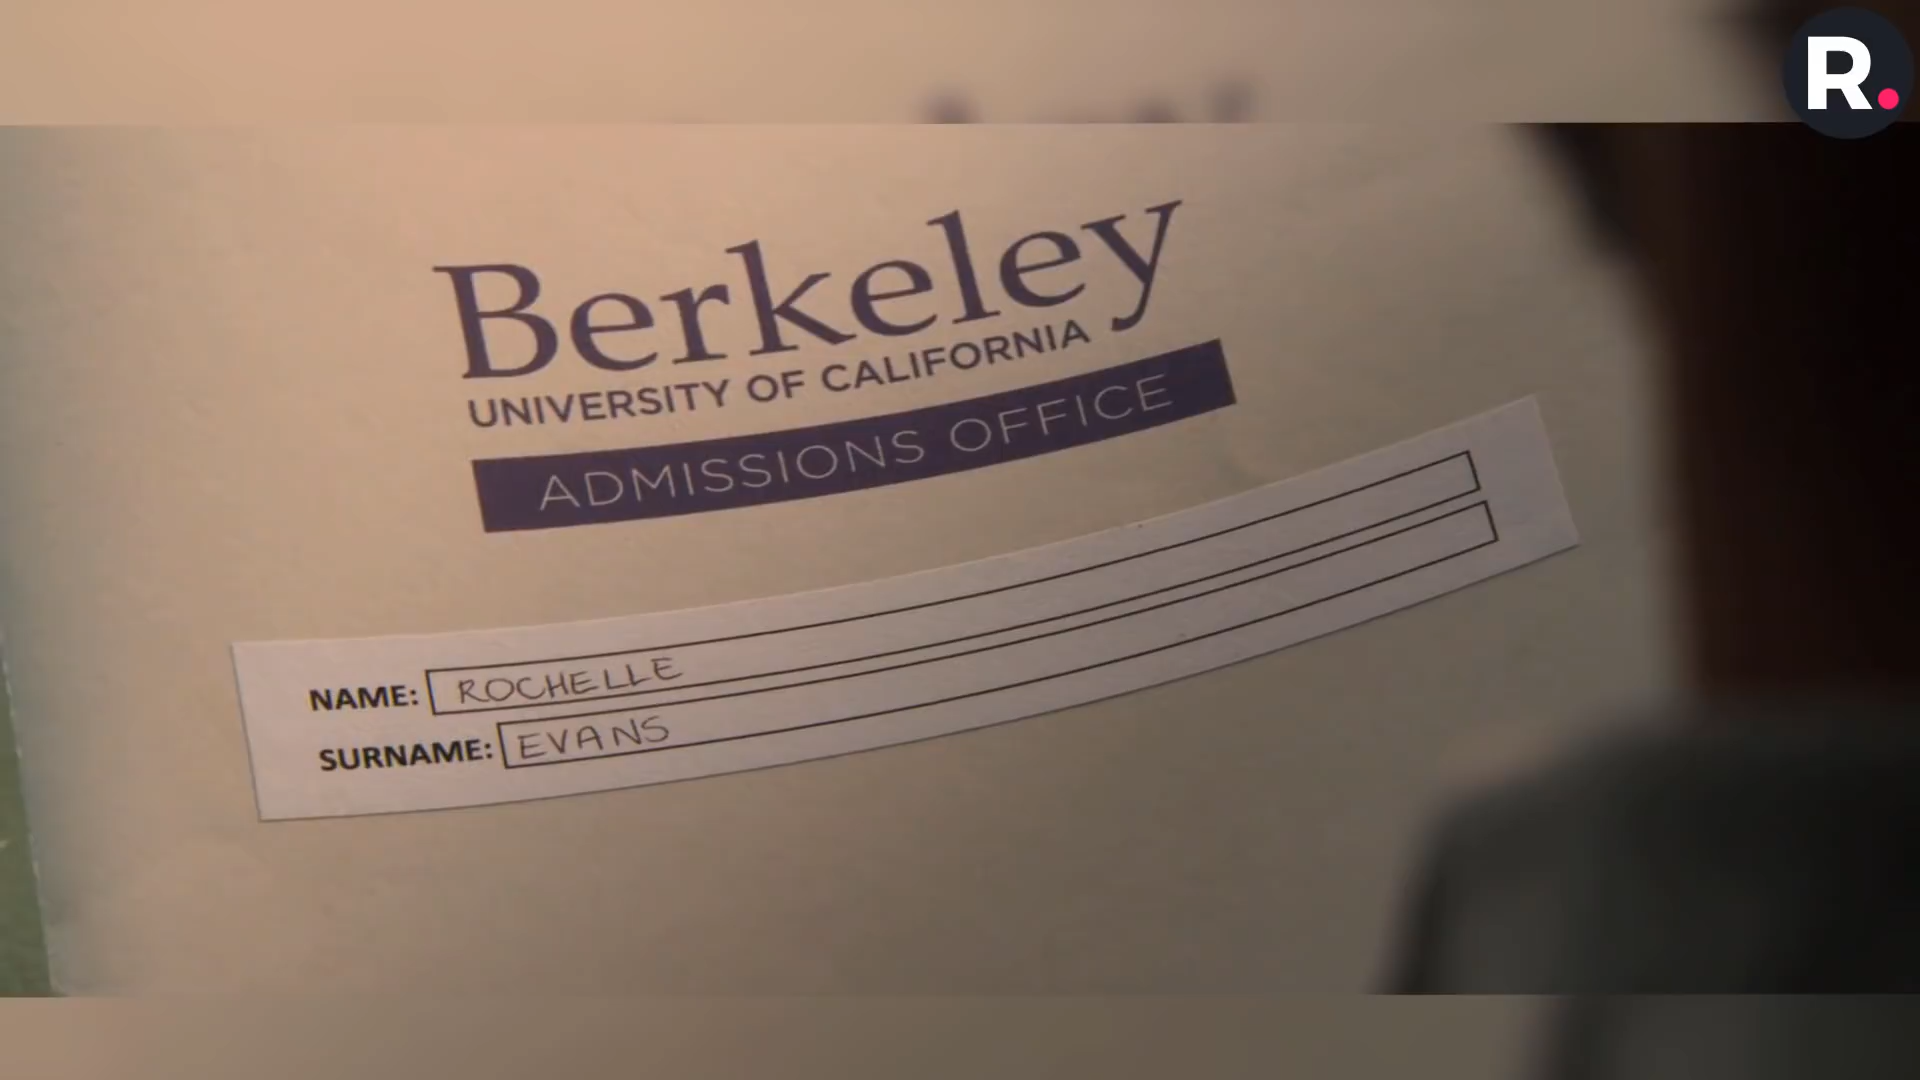 R.
Berkeley
UNIVERSITY OF CALIFORNIA
ADMISSIONS OFFICE
NAME: ROCHELLE
SURNAME: EVANS